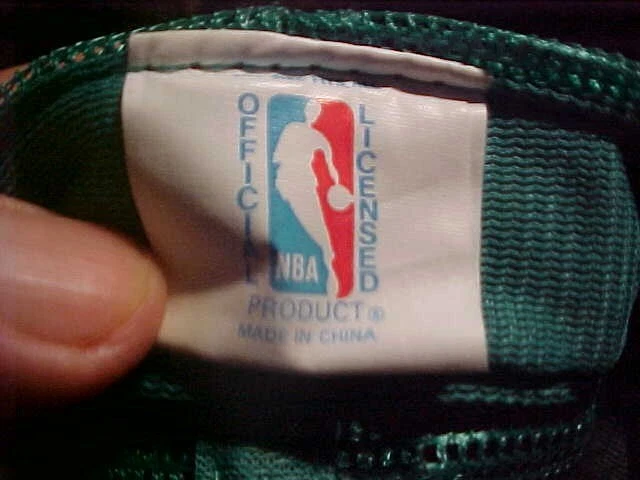 OFFICIAL
NBA
LICENSED
PRODUCT®
MADE IN CHINA